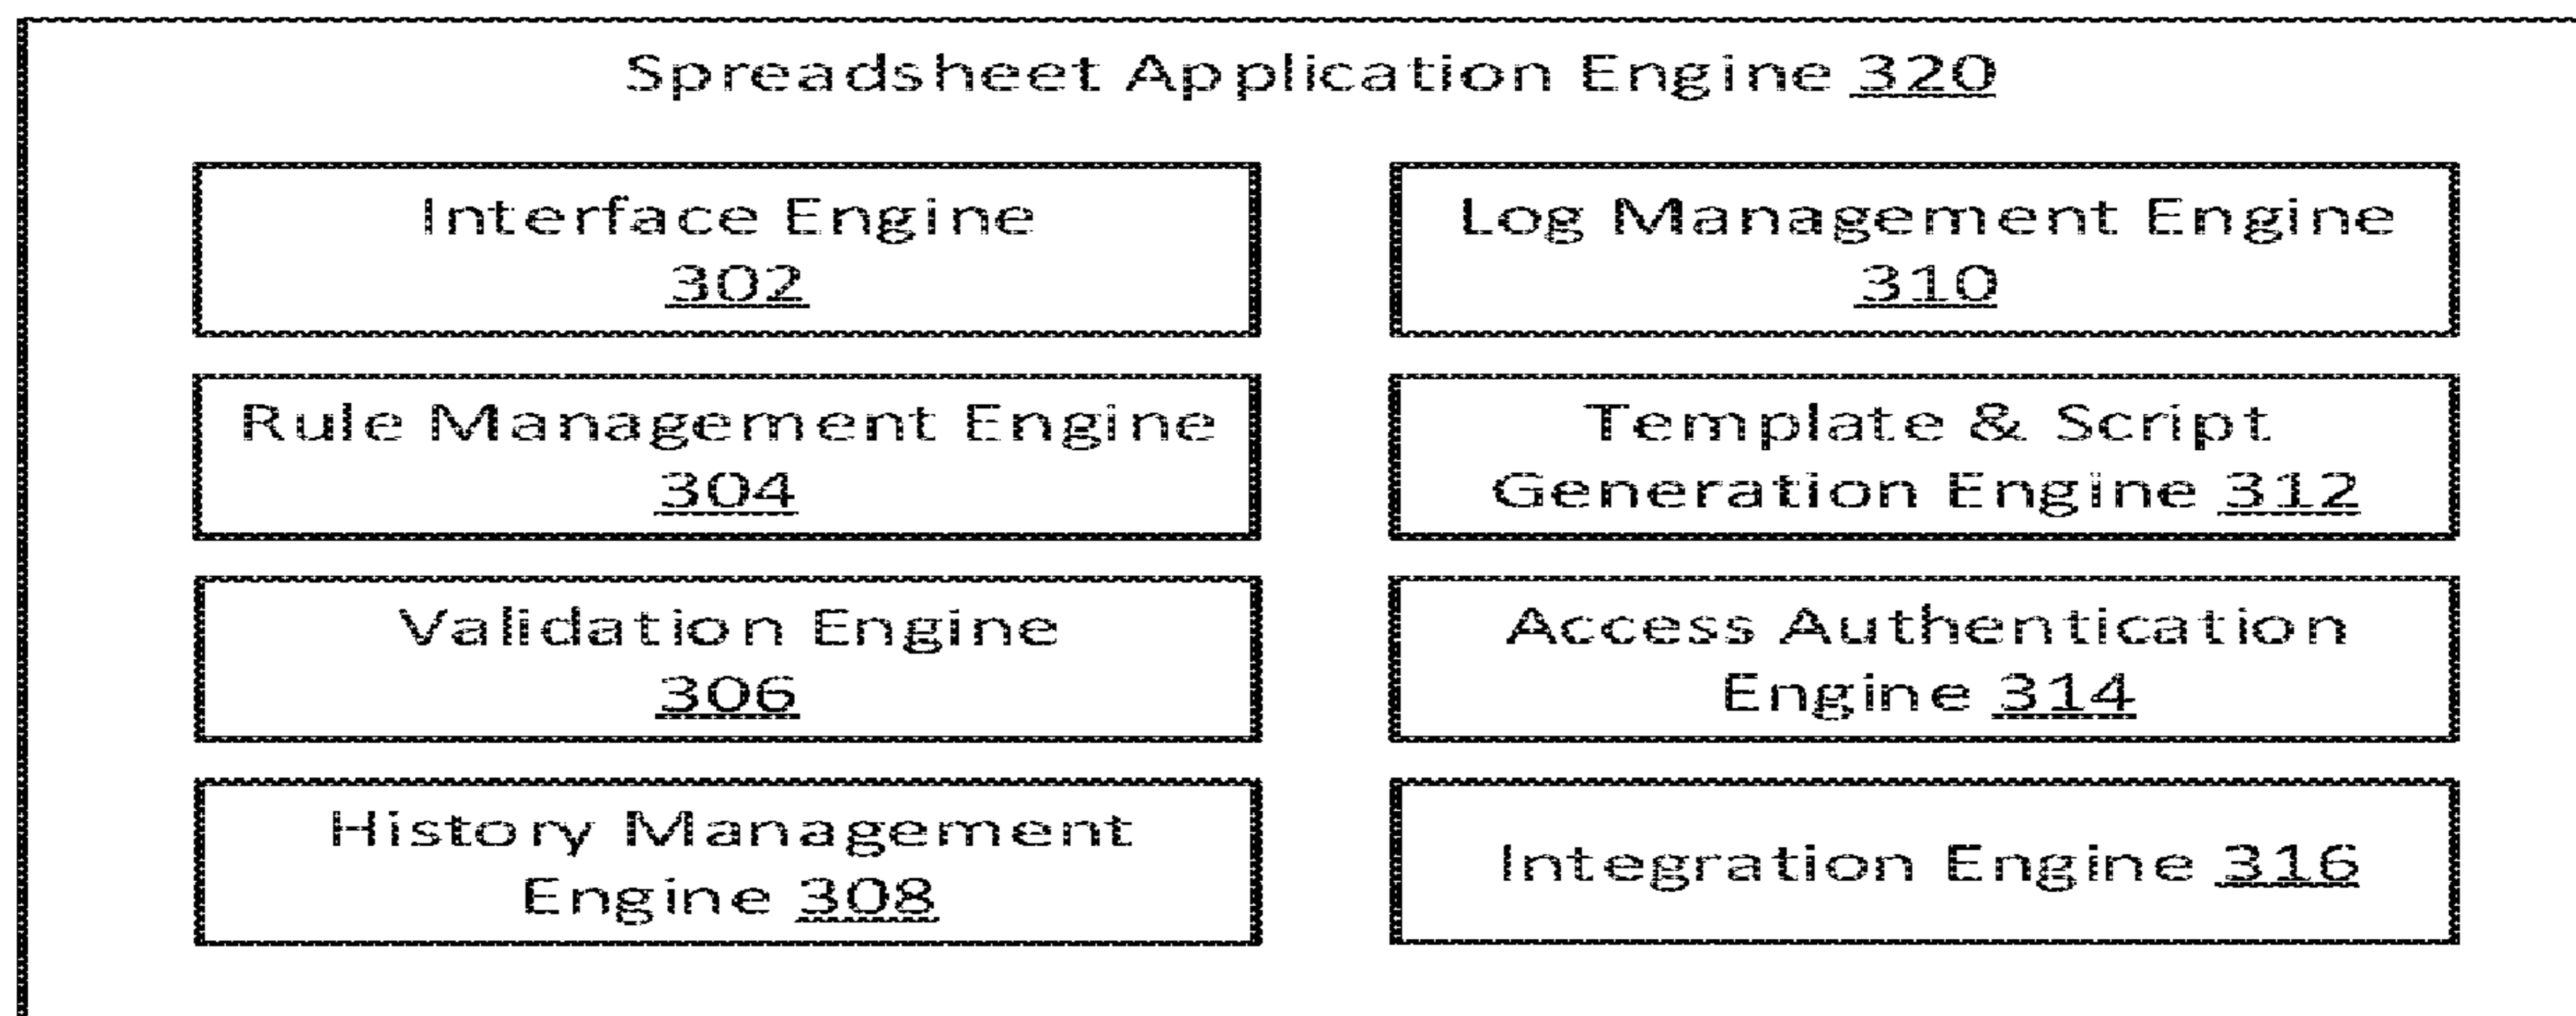 Spreadsheet Application Engine 320
Interface Engine
302
Log Management Engine
310
Rule Management Engine
304
Template & Script
Generation Engine 312
Validation Engine
306
Access Authentication
Engine 314
History Management
Engine 308
Integration Engine 316